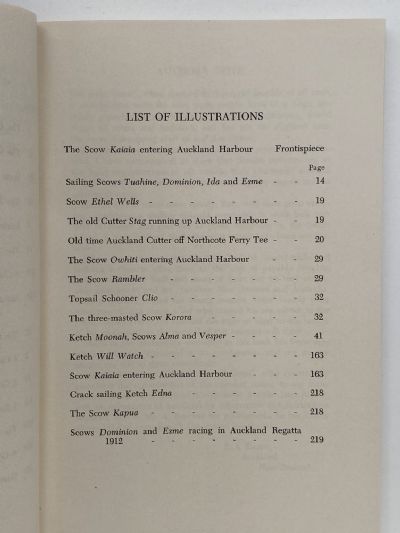 LIST OF ILLUSTRATIONS
The Scow Kaiaia entering Auckland Harbour Frontispiece
Page
Sailing Scows Tuahine, Dominion, Ida and Esme - - 14
Scow Ethel Wells - - - - - - - - 19
The old Cutter Stag running up Auckland Harbour - - 19
Old time Auckland Cutter off Northcote Ferry Tee - - 20
The Scow Owhiti entering Auckland Harbour - - - 29
The Scow Rambler - - - - - - - - 29
Topsail Schooner Clio - - - - - - - 32
The three-masted Scow Korora - - - - - - 32
Ketch Moonah, Scows Alma and Vesper - - - - 41
Ketch Will Watch - - - - - - - - 163
Scow Kaiaia entering Auckland Harbour - - - - 163
Crack sailing Ketch Edna - - - - - - - 218
The Scow Kapua - - - - - - - - 218
Scows Dominion and Esme racing in Auckland Regatta
1912 - - - - - - - - 219